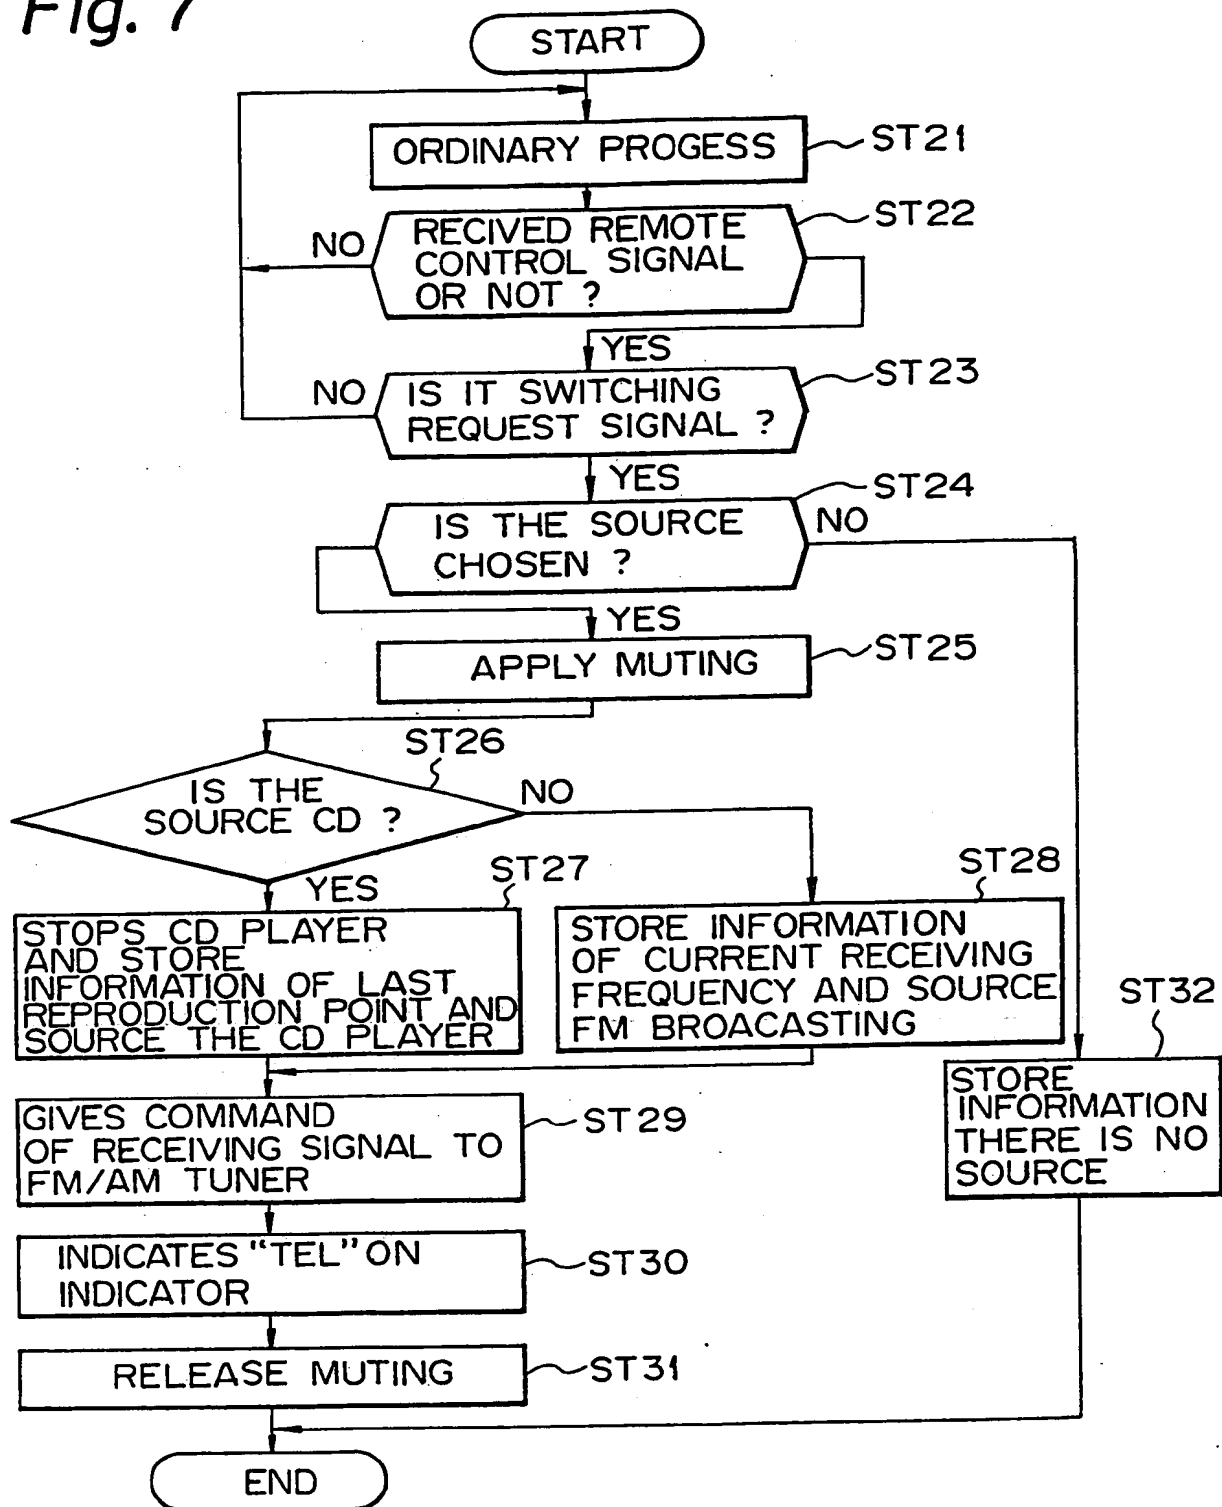 Fig. 7
START
ORDINARY PROGESS
ST21
RECIVED REMOTE
CONTROL SIGNAL
OR NOT ?
ST22
NO
YES
IS IT SWITCHING
REQUEST SIGNAL ?
ST23
NO
YES
IS THE SOURCE
CHOSEN ?
ST24
NO
YES
APPLY MUTING
ST25
ST26
IS THE
SOURCE CD ?
NO
YES
ST27
STOPS CD PLAYER
AND STORE
INFORMATION OF LAST
REPRODUCTION POINT AND
SOURCE THE CD PLAYER
ST28
STORE INFORMATION
OF CURRENT RECEIVING
FREQUENCY AND SOURCE
FM BROACASTING
ST32
STORE
INFORMATION
THERE IS NO
SOURCE
GIVES COMMAND
OF RECEIVING SIGNAL TO
FM/AM TUNER
ST29
INDICATES "TEL" ON
INDICATOR
ST30
RELEASE MUTING
ST31
END